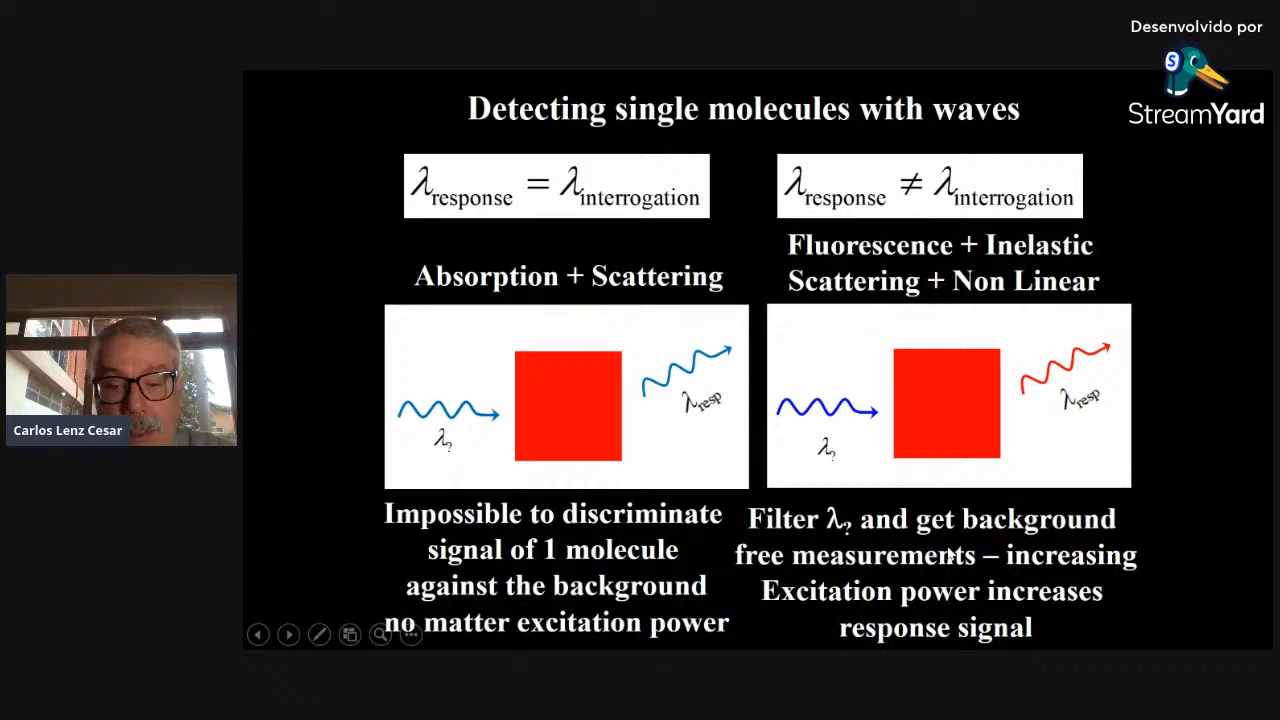 Desenvolvido por
S
StreamYard
Detecting single molecules with waves
λresponse = λinterrogation
λresponse ≠ λinterrogation
Absorption + Scattering
Fluorescence + Inelastic
Scattering + Non Linear
λ?
λresp
λ?
λresp
Carlos Lenz Cesar
Impossible to discriminate
signal of 1 molecule
against the background
no matter excitation power
Filter λ? and get background
free measurements – increasing
Excitation power increases
response signal